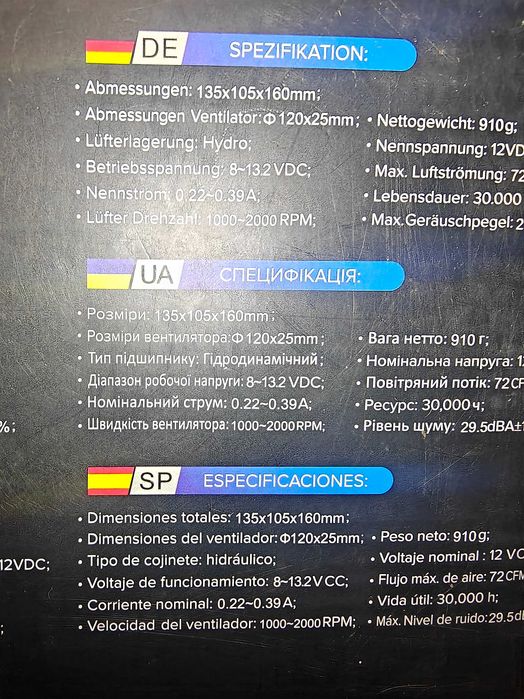 DE SPEZIFIKATION:
• Abmessungen: 135x105x160mm;
• Abmessungen Ventilator:Φ120x25mm;
• Lüfterlagerung: Hydro;
• Betriebsspannung: 8~13.2 VDC;
• Nennstrom: 0.22~0.39A;
• Lüfter Drehzahl: 1000~2000 RPM;
• Nettogewicht: 910g;
• Nennspannung: 12VD
• Max. Luftströmung: 72
• Lebensdauer: 30.000
• Max.Geräuschpegel: 2
UA СПЕЦИФІКАЦІЯ:
• Розміри: 135x105x160mm;
• Розміри вентилятора:Φ120x25mm;
• Тип підшипнику: Гідродинамічний;
• Діапазон робочої напруги: 8~13.2 VDC;
• Номінальний струм: 0.22~0.39A;
• Швидкість вентилятора: 1000~2000RPM;
• Вага нетто: 910 г;
• Номінальна напруга: 1
• Повітряний потік: 72CF
• Ресурс: 30,000 ч;
• Рівень шуму: 29.5dBA±1
%;
SP ESPECIFICACIONES:
• Dimensiones totales: 135x105x160mm;
• Dimensiones del ventilador:Φ120x25mm;
• Tipo de cojinete: hidráulico;
• Voltaje de funcionamiento: 8~13.2V CC;
• Corriente nominal: 0.22~0.39A;
• Velocidad del ventilador: 1000~2000 RPM;
• Peso neto: 910g;
• Voltaje nominal : 12 VC
• Flujo máx. de aire: 72CFM
• Vida útil: 30,000 h;
• Máx. Nivel de ruido: 29.5d
12VDC;
;